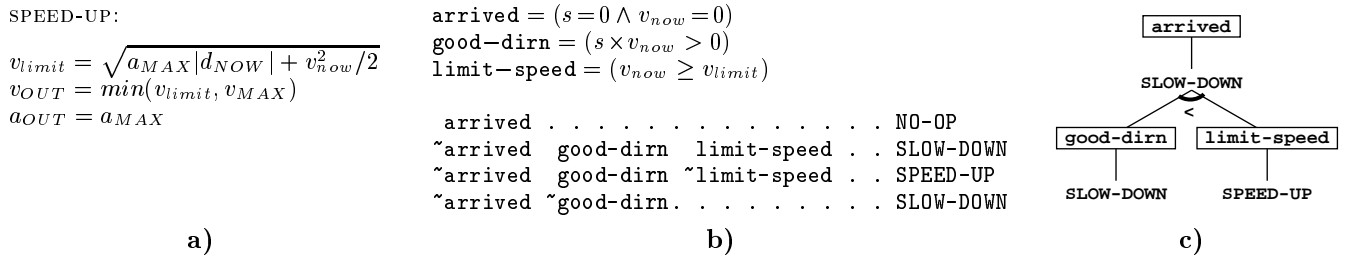 SPEED-UP:
v_limit = √(a_MAX|d_NOW| + v²_now/2)
v_OUT = min(v_limit, v_MAX)
a_OUT = a_MAX
a)
arrived = (s=0 ∧ v_now=0)
good−dirn = (s×v_now > 0)
limit−speed = (v_now ≥ v_limit)
arrived . . . . . . . . . . . . . . . NO-OP
~arrived good-dirn limit-speed . . SLOW-DOWN
~arrived good-dirn ~limit-speed . . SPEED-UP
~arrived ~good-dirn. . . . . . . . . . SLOW-DOWN
b)
arrived
SLOW-DOWN
<
good-dirn limit-speed
SLOW-DOWN SPEED-UP
c)